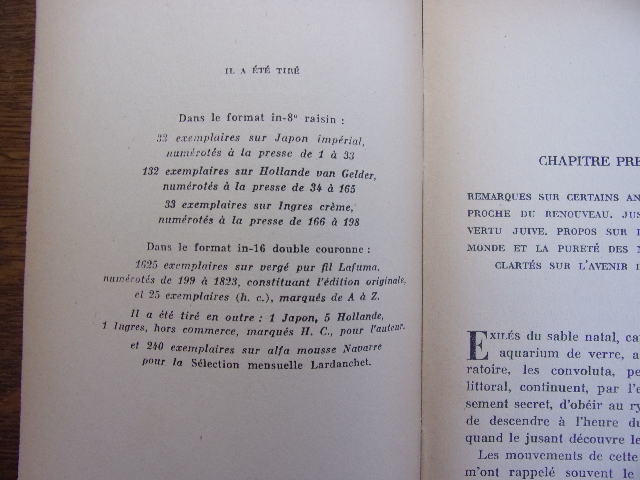 IL A ÉTÉ TIRÉ
Dans le format in-8º raisin :
33 exemplaires sur Japon impérial,
numérotés à la presse de 1 à 33
132 exemplaires sur Hollande van Gelder,
numérotés à la presse de 34 à 165
33 exemplaires sur Ingres crème,
numérotés à la presse de 166 à 198
Dans le format in-16 double couronne :
1625 exemplaires sur vergé pur fil Lafuma,
numérotés de 199 à 1823, constituant l'édition originale,
et 25 exemplaires (h. c.), marqués de A à Z.
Il a été tiré en outre : 1 Japon, 5 Hollande,
1 Ingres, hors commerce, marqués H. C., pour l'auteur.
et 240 exemplaires sur alfa mousse Navarre
pour la Sélection mensuelle Lardanchet.
CHAPITRE PRE
REMARQUES SUR CERTAINS AN
PROCHE DU RENOUVEAU. JUS
VERTU JUIVE. PROPOS SUR L
MONDE ET LA PURETÉ DES
CLARTÉS SUR L'AVENIR
EXILÉS du sable natal, ca
aquarium de verre, a
ratoire, les convoluta, pe
littoral, continuent, par l'e
sement secret, d'obéir au ry
de descendre à l'heure du
quand le jusant découvre le
Les mouvements de cette
m'ont rappelé souvent le